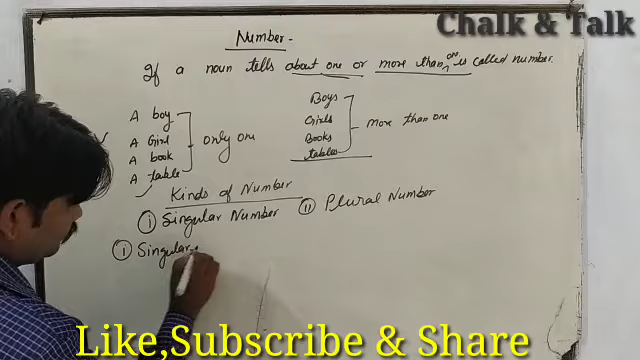 Chalk & Talk
Number-
If a noun tells about one or more than one is called number.
A boy
A Girl
A book
A table
only one
Boys
Girls
Books
tables
more than one
Kinds of Number
(i) Singular Number (ii) Plural Number
(i) Singular
Like,Subscribe & Share